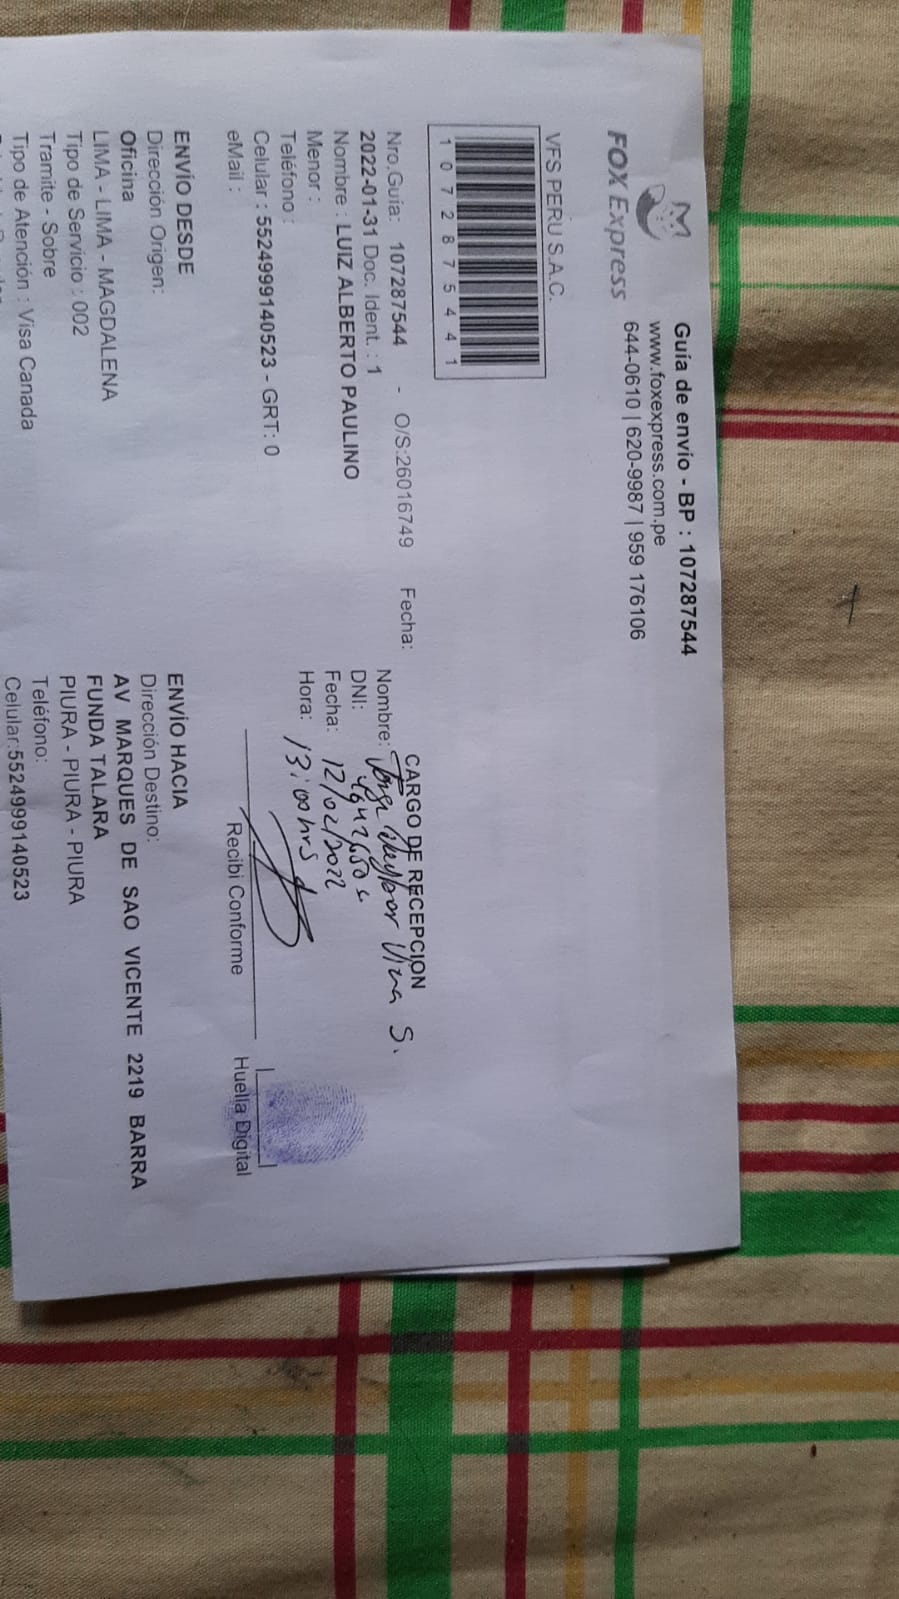 Guía de envío - BP : 107287544
www.foxexpress.com.pe
644-0610 | 620-9987 | 959 176106
FOX Express
VFS PERÚ S.A.C.
1 0 7 2 8 7 5 4 4 1
Nro.Guía: 107287544 - O/S:26016749 Fecha:
2022-01-31 Doc. Ident. : 1
Nombre : LUIZ ALBERTO PAULINO
Menor :
Teléfono :
Celular : 5524999140523 - GRT: 0
eMail :
CARGO DE RECEPCION
Nombre: Jorge S.
DNI:
Fecha: 12/02/2022
Hora: 13:00 hrs
Recibi Conforme
Huella Digital
ENVÍO DESDE
Dirección Origen:
Oficina
LIMA - LIMA - MAGDALENA
Tipo de Servicio : 002
Tramite - Sobre
Tipo de Atención : Visa Canada
ENVÍO HACIA
Dirección Destino:
AV MARQUES DE SAO VICENTE 2219 BARRA
FUNDA TALARA
PIURA - PIURA - PIURA
Teléfono:
Celular:5524999140523